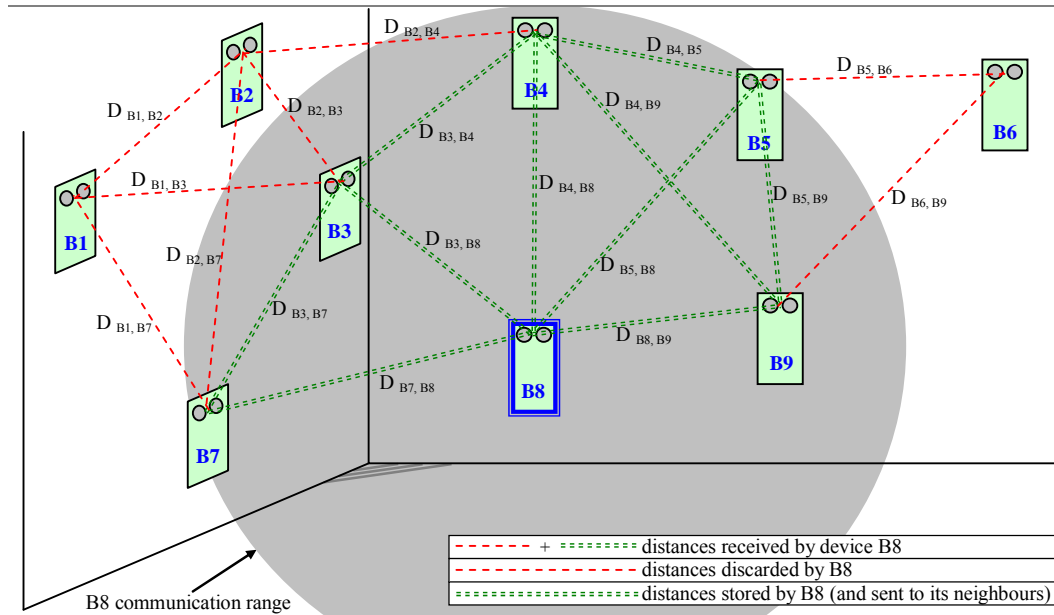 D B2, B4
B4
D B4, B5
D B5, B6
B2
D B1, B2
D B2, B3
D B3, B4
D B4, B9
B5
B6
D B1, B3
D B4, B8
D B5, B9
D B6, B9
B1
B3
D B2, B7
D B3, B8
D B5, B8
D B1, B7
D B3, B7
D B8, B9
B9
D B7, B8
B8
B7
B8 communication range
+ distances received by device B8
distances discarded by B8
distances stored by B8 (and sent to its neighbours)